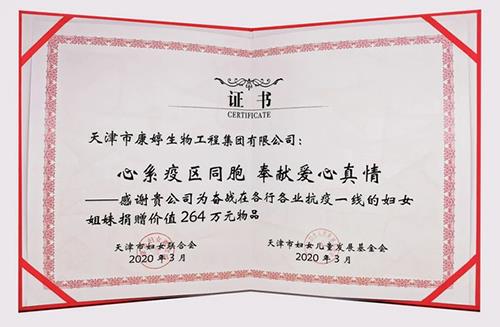 证书
CERTIFICATE
天津市康婷生物工程集团有限公司：
心系疫区同胞 奉献爱心真情
——感谢贵公司为奋战在各行各业抗疫一线的妇女
姐妹捐赠价值264万元物品
天津市妇女联合会
天津市妇女儿童发展基金会
2020年3月
2020年3月